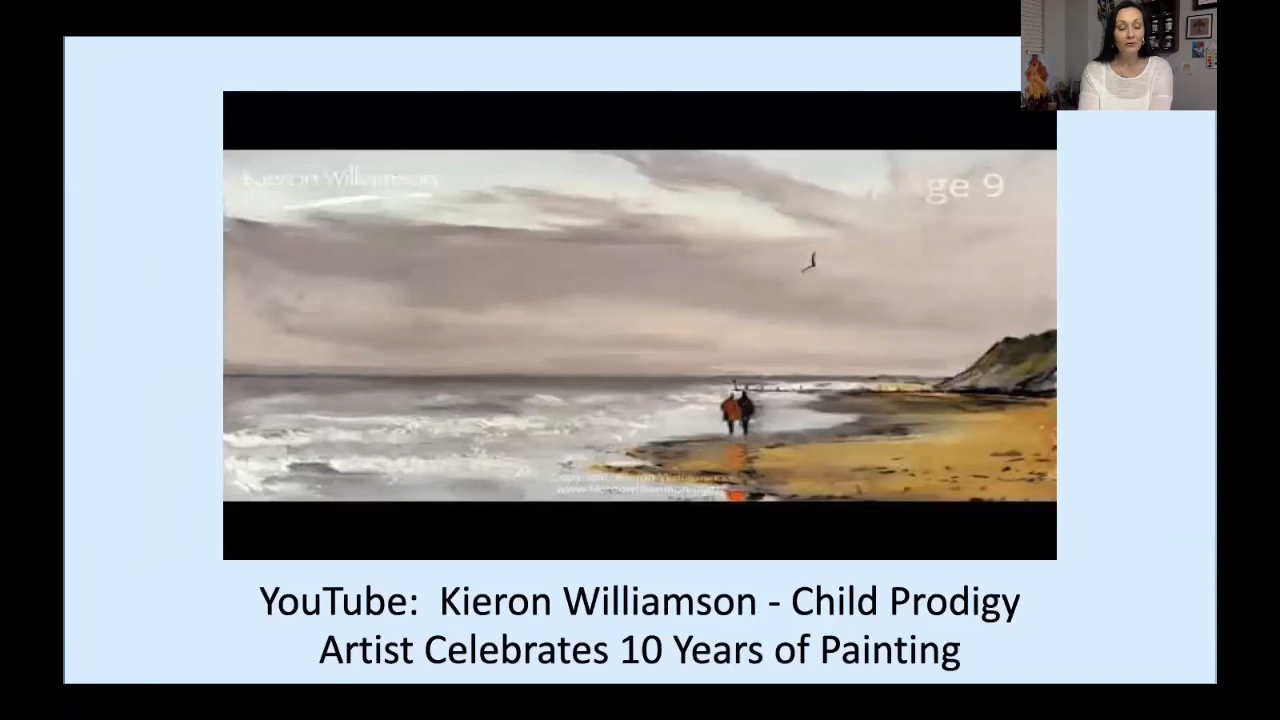 Kieron Williamson
ge 9
YouTube:  Kieron Williamson - Child Prodigy
Artist Celebrates 10 Years of Painting